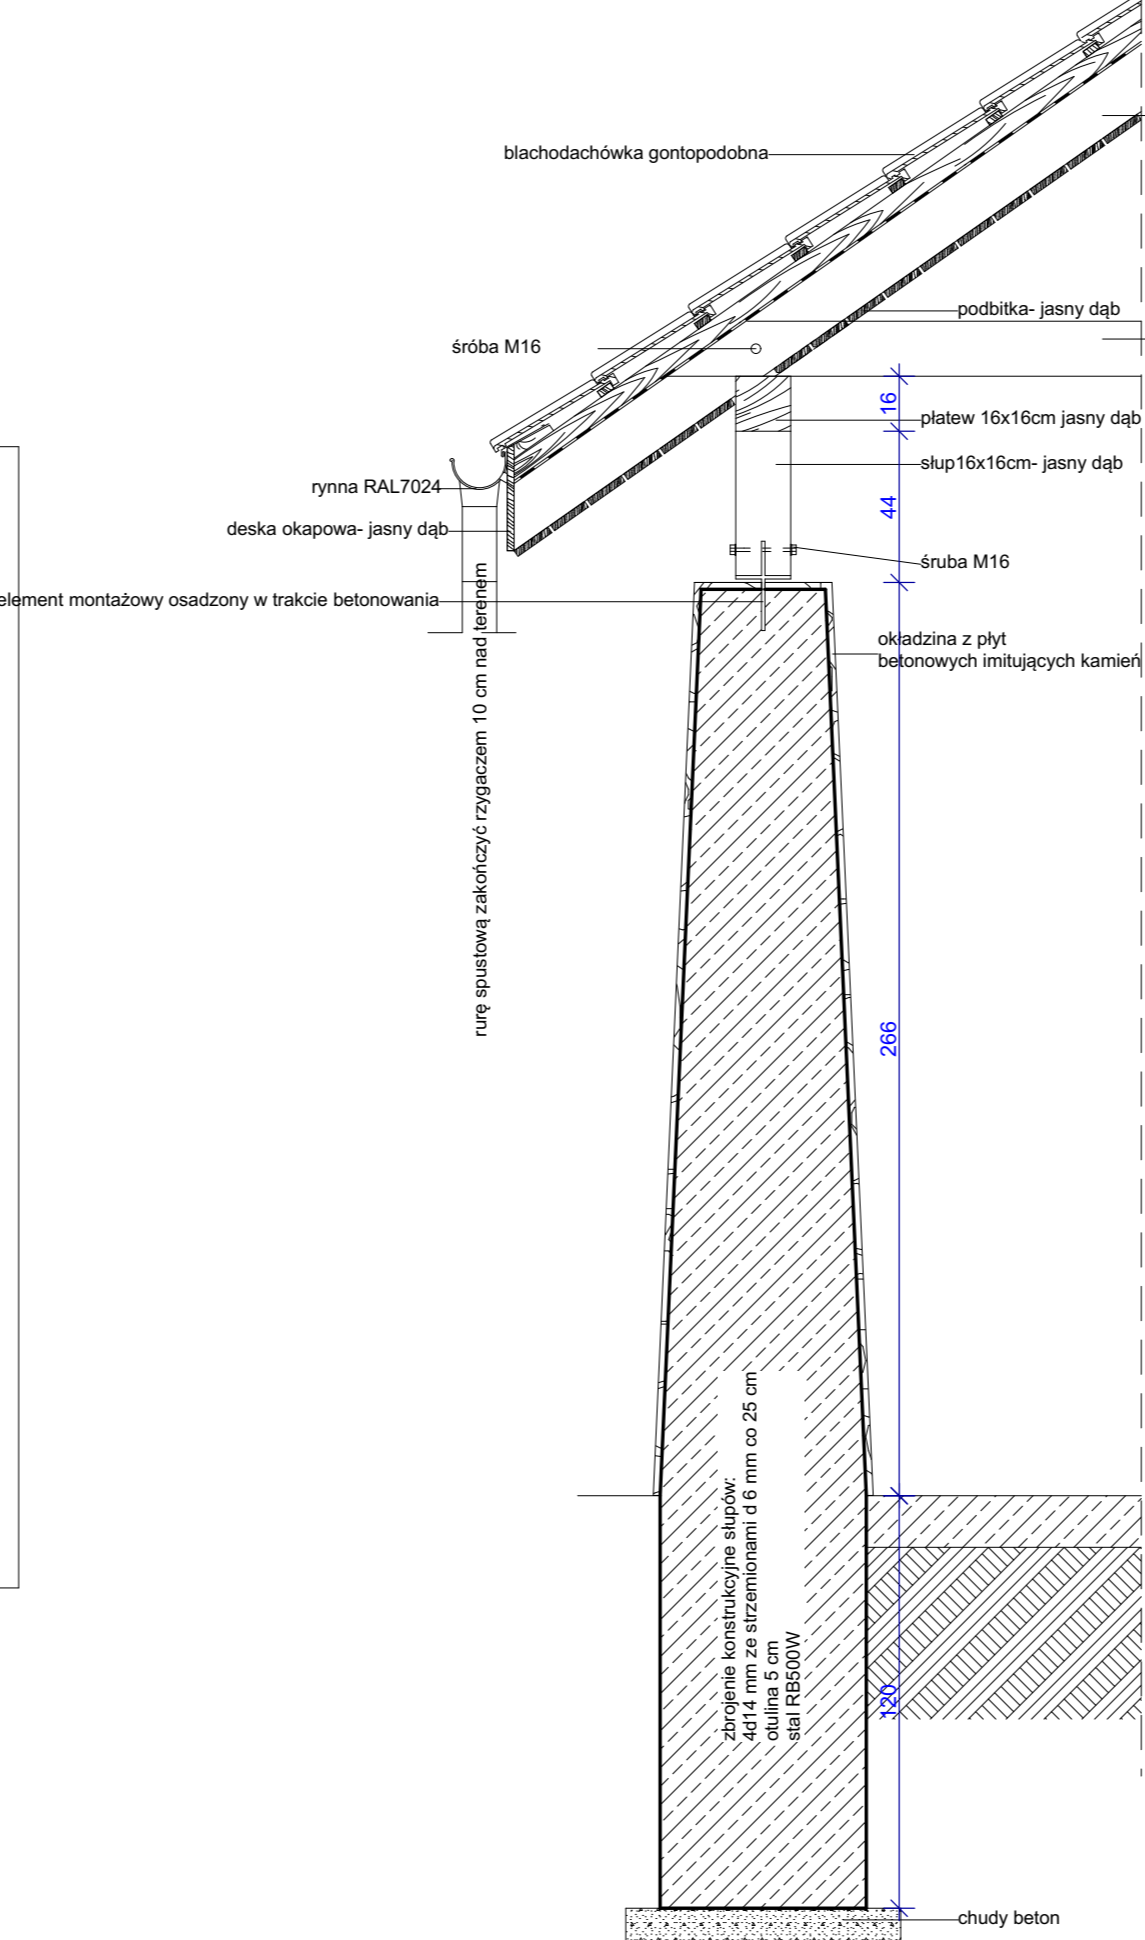 blachodachówka gontopodobna
podbitka- jasny dąb
śróba M16
16
płatew 16x16cm jasny dąb
słup16x16cm- jasny dąb
rynna RAL7024
44
deska okapowa- jasny dąb
śruba M16
element montażowy osadzony w trakcie betonowania
okładzina z płyt
betonowych imitujących kamień
rurę spustową zakończyć rzygaczem 10 cm nad terenem
266
zbrojenie konstrukcyjne słupów:
4d14 mm ze strzemionami d 6 mm co 25 cm
otulina 5 cm
stal RB500W
120
chudy beton